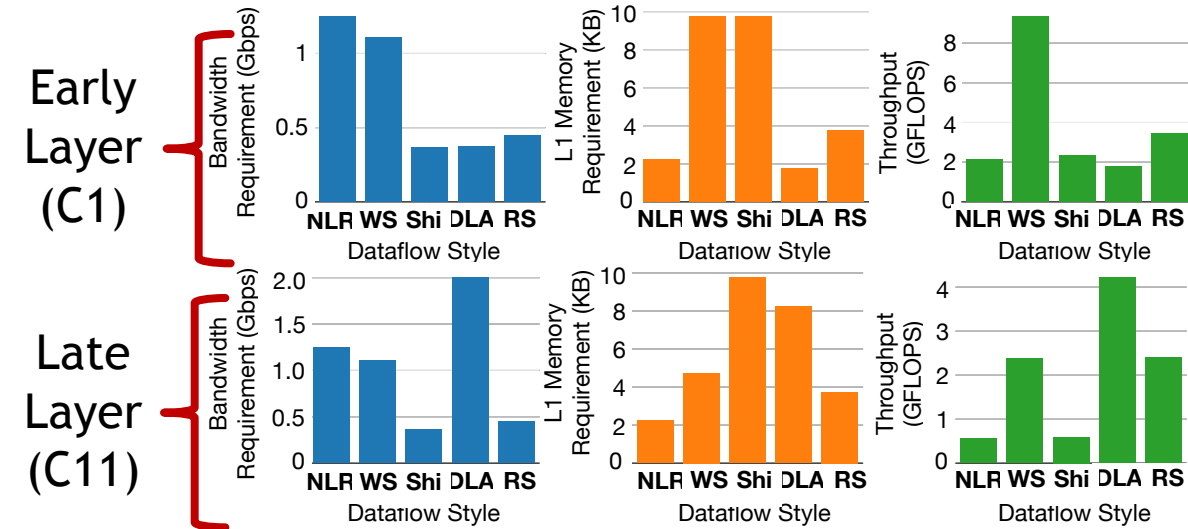 Early
Layer
(C1)
Bandwidth
Requirement (Gbps)
1
0.5
0
NLR WS Shi DLA RS
Dataflow Style
L1 Memory
Requirement (KB)
10
8
6
4
2
0
NLR WS Shi DLA RS
Dataflow Style
Throughput
(GFLOPS)
8
6
4
2
0
NLR WS Shi DLA RS
Dataflow Style
Late
Layer
(C11)
Bandwidth
Requirement (Gbps)
2.0
1.5
1.0
0.5
0
NLR WS Shi DLA RS
Dataflow Style
L1 Memory
Requirement (KB)
10
8
6
4
2
0
NLR WS Shi DLA RS
Dataflow Style
Throughput
(GFLOPS)
4
3
2
1
0
NLR WS Shi DLA RS
Dataflow Style